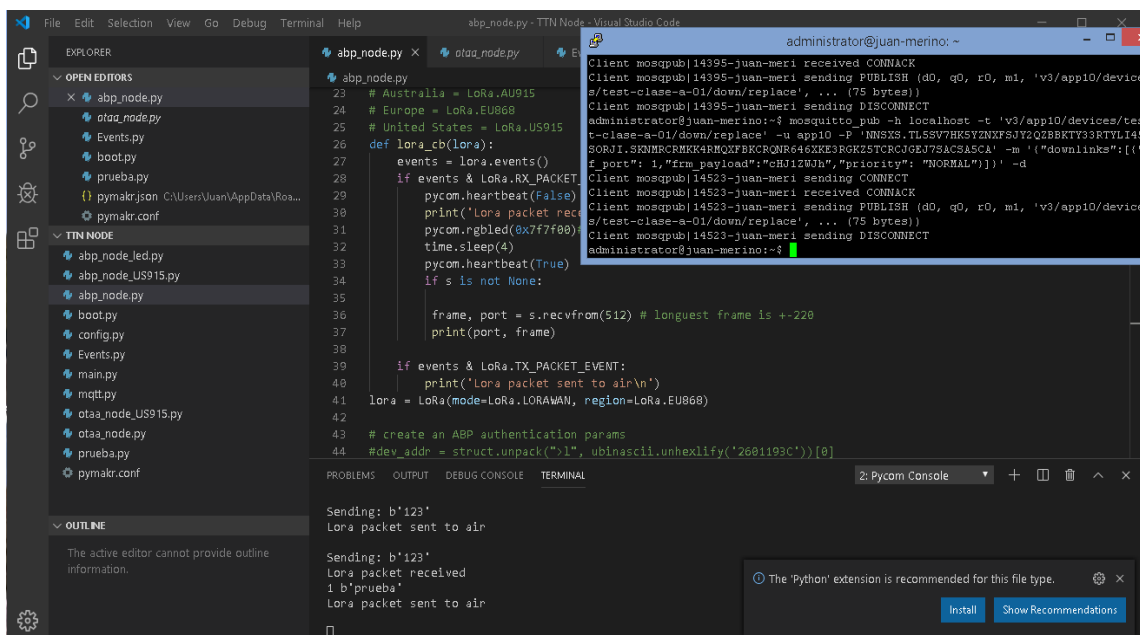 File Edit Selection View Go Debug Terminal Help
abp_node.py - TTN Node - Visual Studio Code
EXPLORER
OPEN EDITORS
abp_node.py
otaa_node.py
Events.py
boot.py
prueba.py
pymakr.json C:\Users\Juan\AppData\Roa...
pymakr.conf
TTN NODE
abp_node_led.py
abp_node_US915.py
abp_node.py
boot.py
config.py
Events.py
main.py
mqtt.py
otaa_node_US915.py
otaa_node.py
prueba.py
pymakr.conf
OUTLINE
The active editor cannot provide outline
information.
abp_node.py
otaa_node.py
abp_node.py
23 # Australia = LoRa.AU915
24 # Europe = LoRa.EU868
25 # United States = LoRa.US915
26 def lora_cb(lora):
27 events = lora.events()
28 if events & LoRa.RX_PACKET_
29 pycom.heartbeat(False)
30 print('Lora packet rece
31 pycom.rgbled(0x7f7f00)#
32 time.sleep(4)
33 pycom.heartbeat(True)
34 if s is not None:
35
36 frame, port = s.recvfrom(512) # longuest frame is +-220
37 print(port, frame)
38
39 if events & LoRa.TX_PACKET_EVENT:
40 print('Lora packet sent to air\n')
41 lora = LoRa(mode=LoRa.LORAWAN, region=LoRa.EU868)
42
43 # create an ABP authentication params
44 #dev_addr = struct.unpack(">l", ubinascii.unhexlify('2601193C'))[0]
administrator@juan-merino: ~
Client mosqpub|14395-juan-meri received CONNACK
Client mosqpub|14395-juan-meri sending PUBLISH (d0, q0, r0, m1, 'v3/app10/device
s/test-clase-a-01/down/replace', ... (75 bytes))
Client mosqpub|14395-juan-meri sending DISCONNECT
administrator@juan-merino:~$ mosquitto_pub -h localhost -t 'v3/app10/devices/tes
t-clase-a-01/down/replace' -u app10 -P 'NNSXS.TL5SV7HK5YZNXFSJY2QZBBKTY33RTYLI4S
SORJI.SKNMRCRMKK4RMQXFBKCRQNR646XKE3RGKZ5TCRCJGEJ7SACSA5CA' -m '{"downlinks":[{"
f_port": 1,"frm_payload":"cHJ1ZWJh","priority": "NORMAL"}]}' -d
Client mosqpub|14523-juan-meri sending CONNECT
Client mosqpub|14523-juan-meri received CONNACK
Client mosqpub|14523-juan-meri sending PUBLISH (d0, q0, r0, m1, 'v3/app10/device
s/test-clase-a-01/down/replace', ... (75 bytes))
Client mosqpub|14523-juan-meri sending DISCONNECT
administrator@juan-merino:~$
PROBLEMS OUTPUT DEBUG CONSOLE TERMINAL
2: Pycom Console
Sending: b'123'
Lora packet sent to air
Sending: b'123'
Lora packet received
1 b'prueba'
Lora packet sent to air
The 'Python' extension is recommended for this file type.
Install Show Recommendations